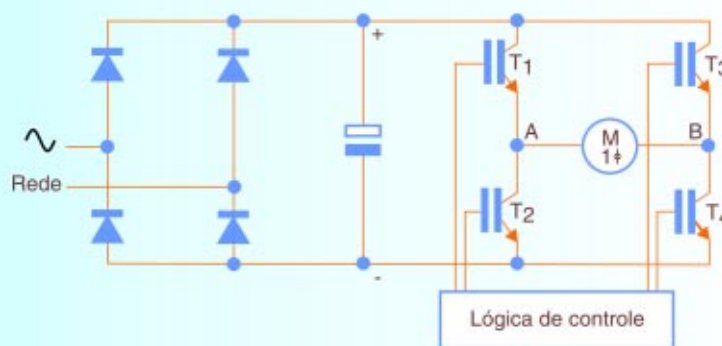 +
T1
T3
A
M
1ϕ
B
Rede
T2
T4
-
Lógica de controle